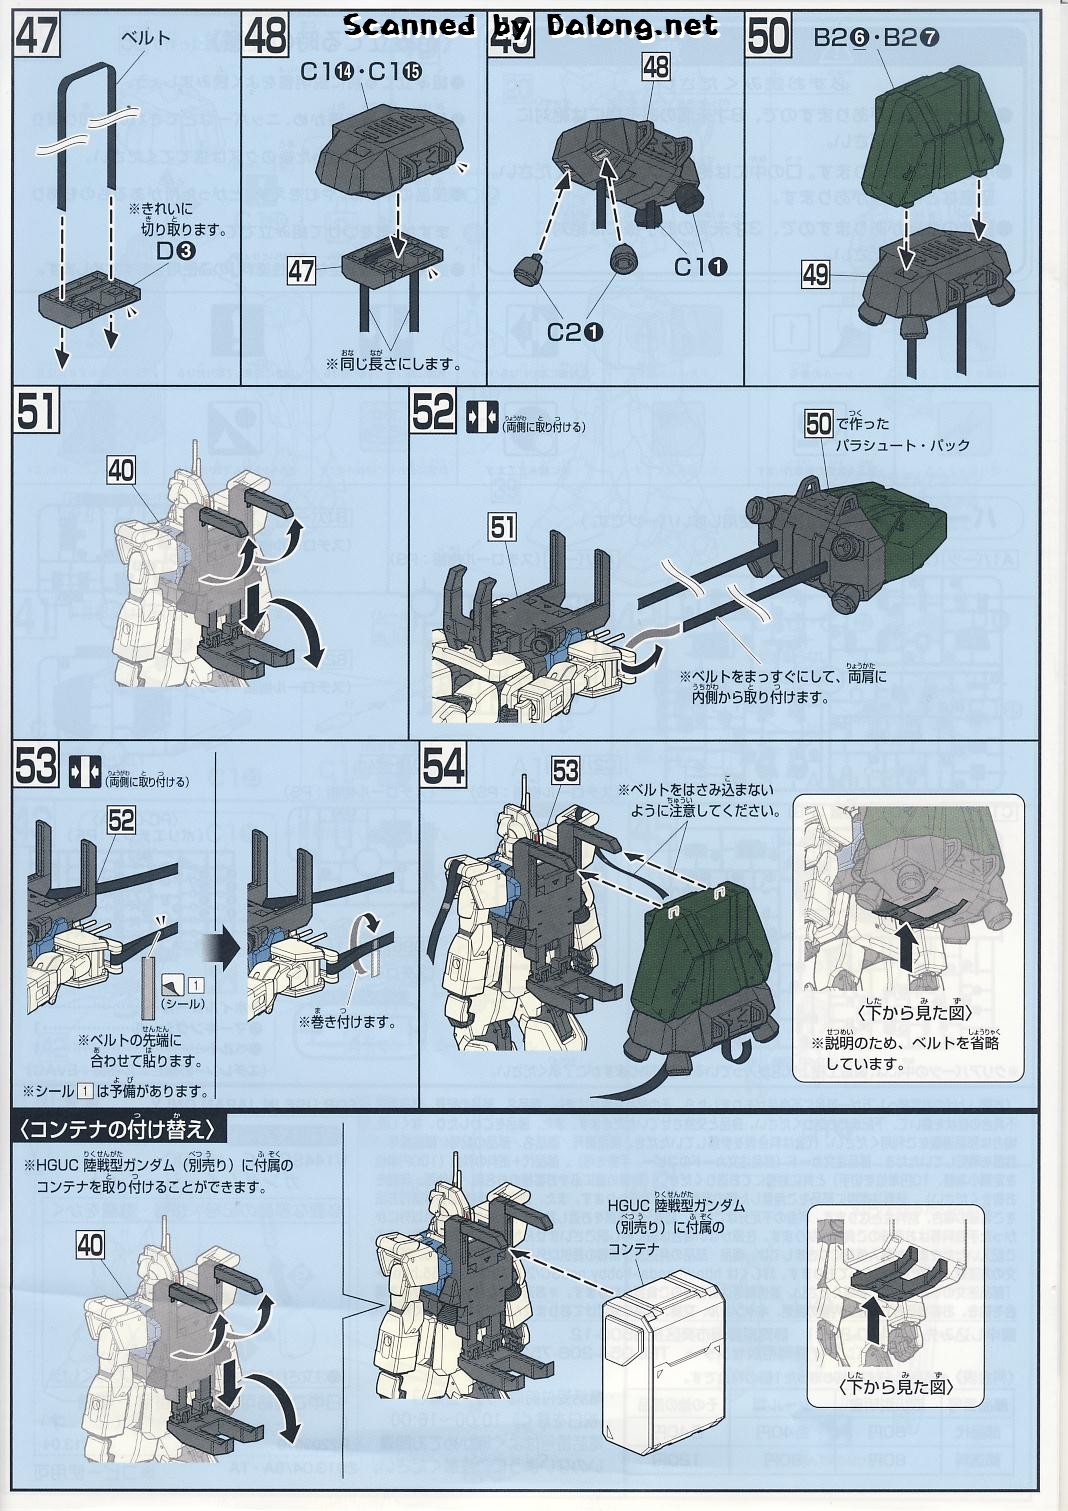 Scanned by Dalong.net
47
ベルト
※きれいに
切り取ります。
D❸
48
C1⓮・C1⓯
47
※同じ長さにします。
49
48
C1❶
C2❶
50
B2❻・B2❼
49
51
40
52
(両側に取り付ける)
50で作った
パラシュート・パック
51
※ベルトをまっすぐにして、両肩に
内側から取り付けます。
53
(両側に取り付ける)
52
1
(シール)
※ベルトの先端に
合わせて貼ります。
※シール1は予備があります。
※巻き付けます。
54
53
※ベルトをはさみ込まない
ように注意してください。
〈下から見た図〉
※説明のため、ベルトを省略
しています。
〈コンテナの付け替え〉
※HGUC 陸戦型ガンダム（別売り）に付属の
コンテナを取り付けることができます。
40
HGUC 陸戦型ガンダム
（別売り）に付属の
コンテナ
〈下から見た図〉